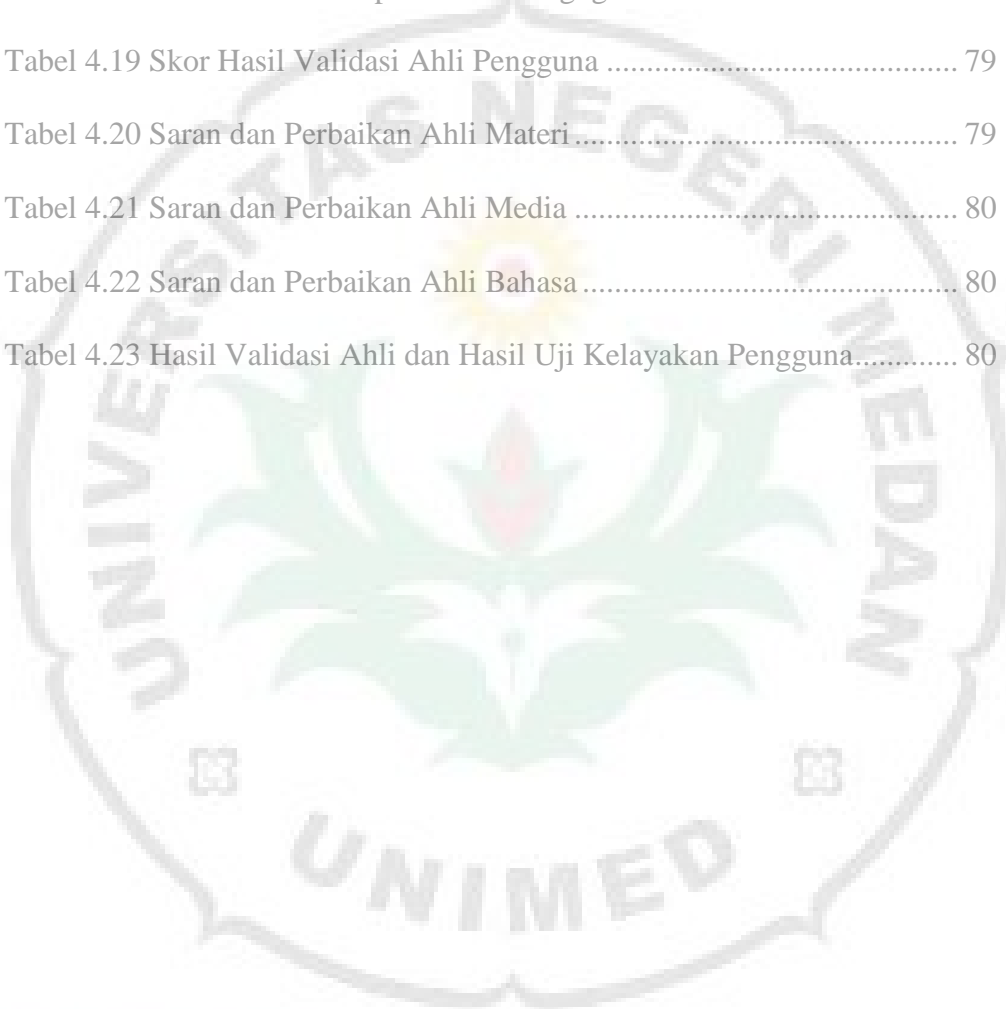 Tabel 4.19 Skor Hasil Validasi Ahli Pengguna ............................................ 79
Tabel 4.20 Saran dan Perbaikan Ahli Materi ................................................ 79
Tabel 4.21 Saran dan Perbaikan Ahli Media ................................................ 80
Tabel 4.22 Saran dan Perbaikan Ahli Bahasa ............................................... 80
Tabel 4.23 Hasil Validasi Ahli dan Hasil Uji Kelayakan Pengguna............. 80
UNIVERSITAS NEGERI MEDAN
UNIMED